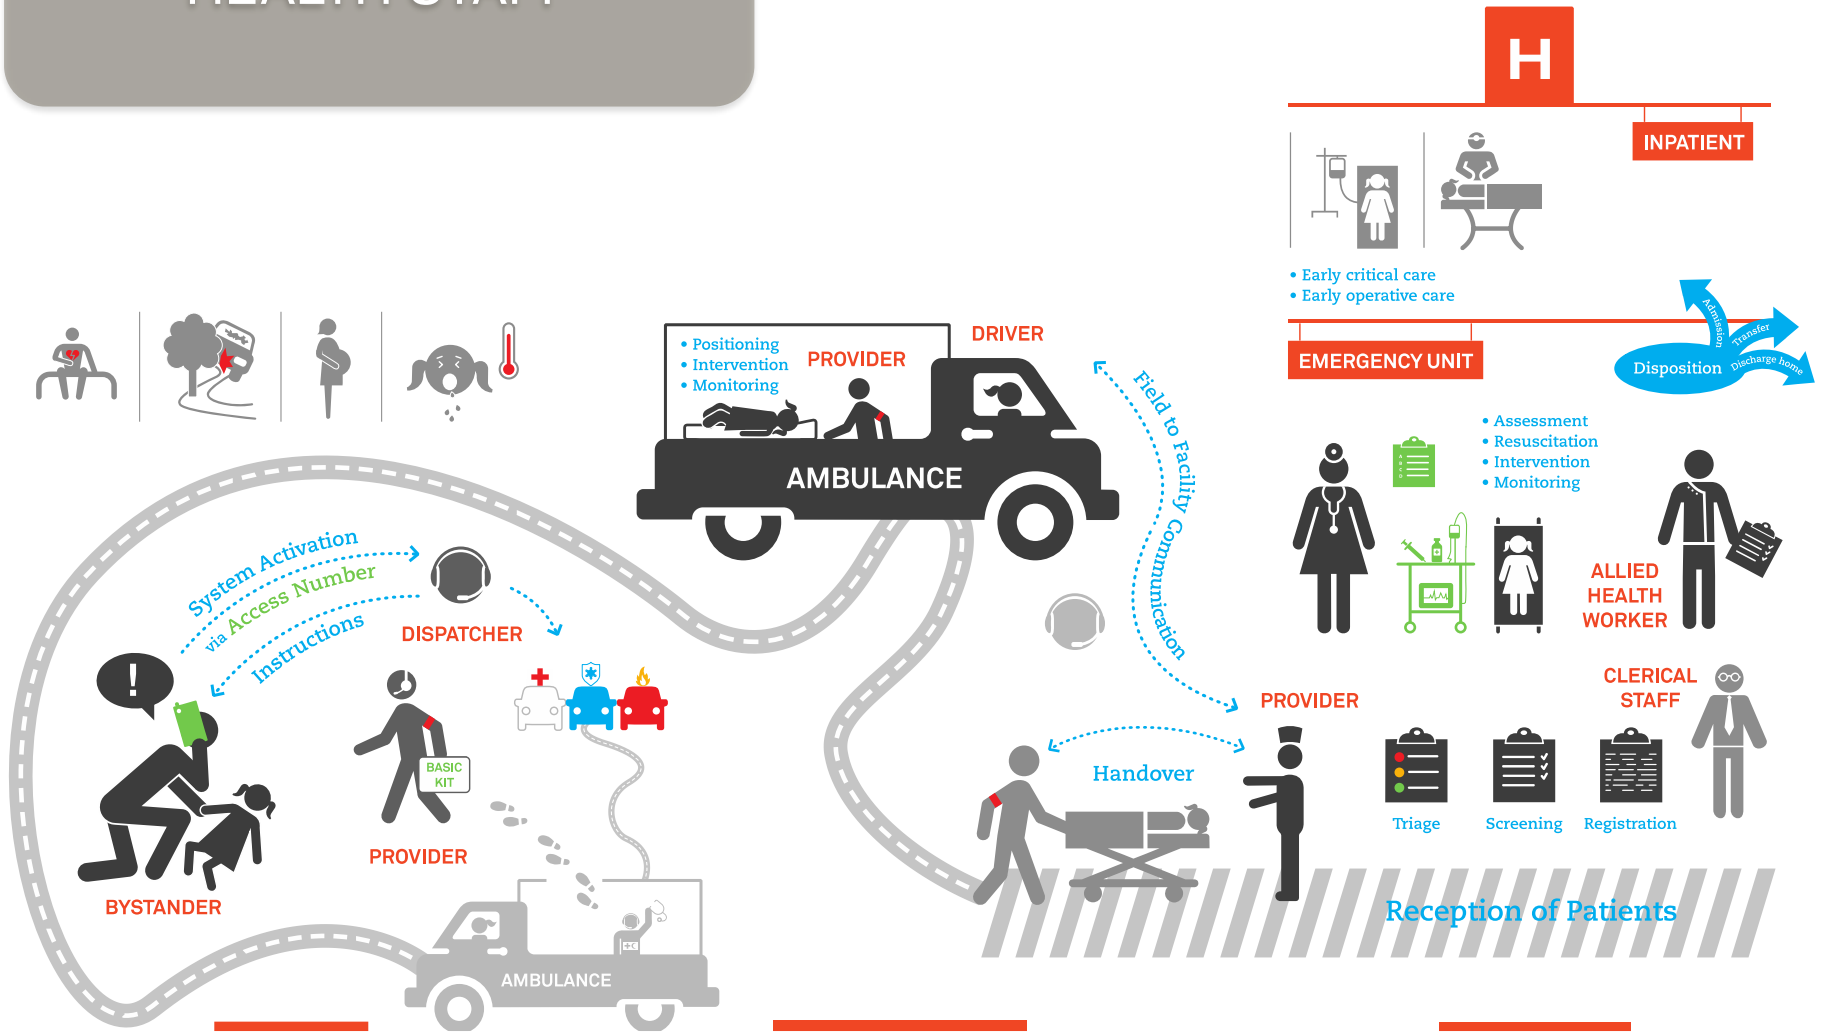 HEALTH STAFF
H
INPATIENT
• Early critical care
• Early operative care
EMERGENCY UNIT
Disposition
Admission
Transfer
Discharge home
• Assessment
• Resuscitation
• Intervention
• Monitoring
ALLIED
HEALTH
WORKER
CLERICAL
STAFF
Triage
Screening
Registration
Reception of Patients
PROVIDER
Handover
Field to Facility Communication
DRIVER
PROVIDER
• Positioning
• Intervention
• Monitoring
AMBULANCE
System Activation
via Access Number
Instructions
DISPATCHER
!
BASIC
KIT
PROVIDER
BYSTANDER
AMBULANCE